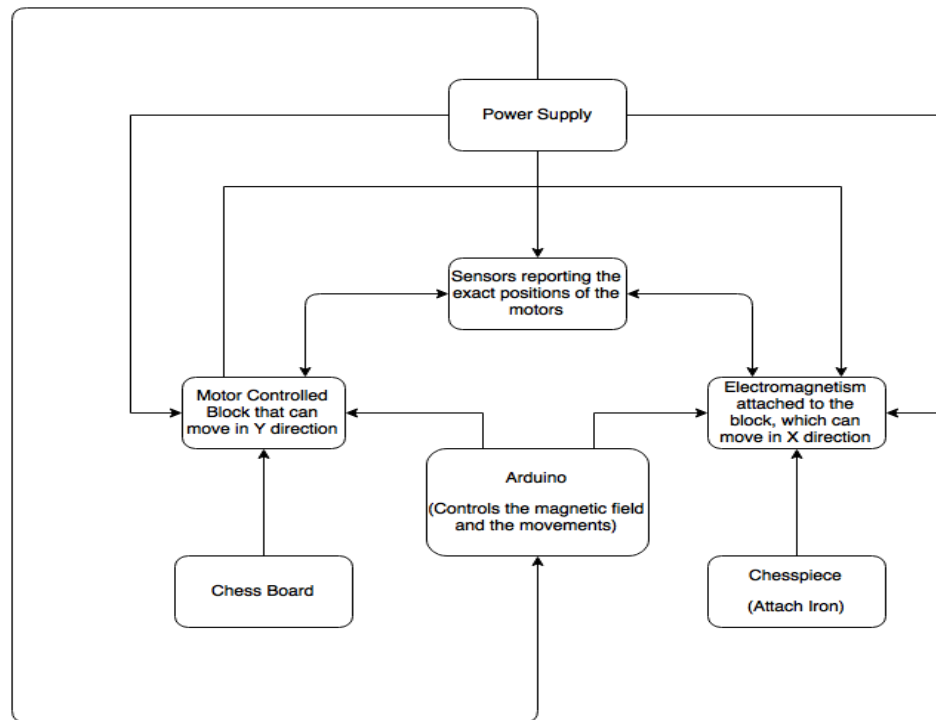 Power Supply
Sensors reporting the
exact positions of the
motors
Motor Controlled
Block that can
move in Y direction
Electromagnetism
attached to the
block, which can
move in X direction
Arduino
(Controls the magnetic field
and the movements)
Chess Board
Chesspiece
(Attach Iron)